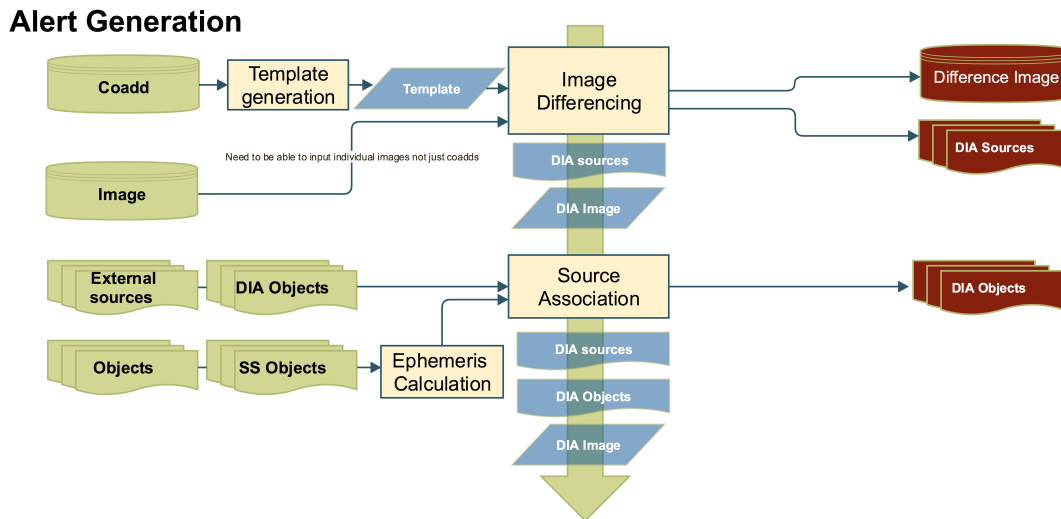 Alert Generation
Coadd
Template
generation
Template
Image
Differencing
Difference Image
DIA Sources
Need to be able to input individual images not just coadds
DIA sources
Image
DIA Image
External
sources
DIA Objects
Source
Association
DIA Objects
Objects
SS Objects
Ephemeris
Calculation
DIA sources
DIA Objects
DIA Image